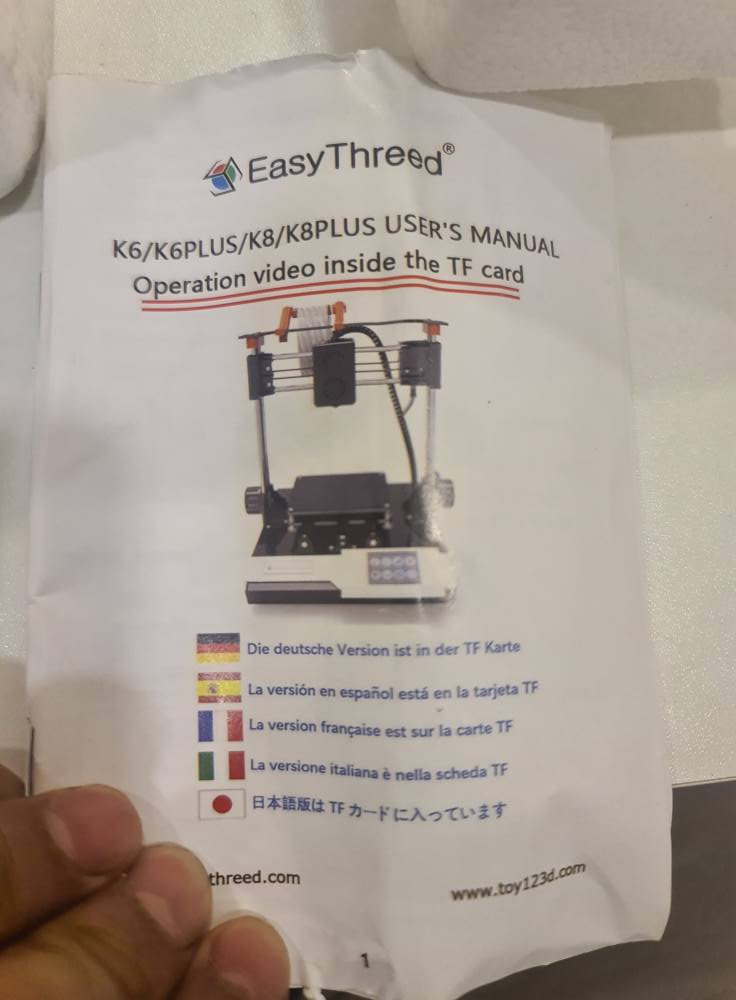 EasyThreed®
K6/K6PLUS/K8/K8PLUS USER'S MANUAL
Operation video inside the TF card
Die deutsche Version ist in der TF Karte
La versión en español está en la tarjeta TF
La version française est sur la carte TF
La versione italiana è nella scheda TF
日本語版は TF カードに入っています
threed.com
www.toy123d.com
1